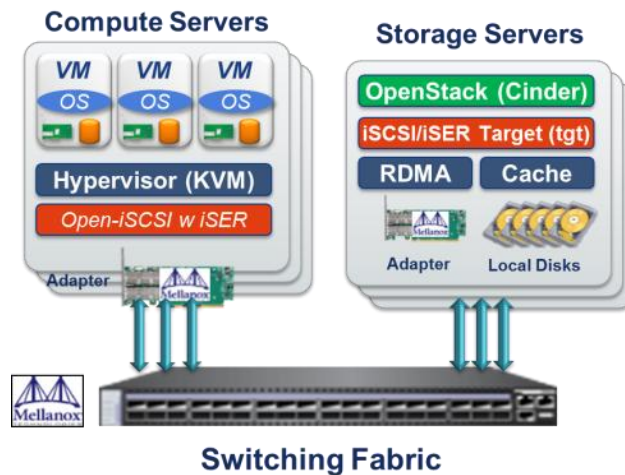 Compute Servers
VM
OS
VM
OS
VM
OS
Hypervisor (KVM)
Open-iSCSI w iSER
Adapter
Mellanox
Storage Servers
OpenStack (Cinder)
iSCSI/iSER Target (tgt)
RDMA
Cache
Mellanox
Adapter
Local Disks
Mellanox
Switching Fabric